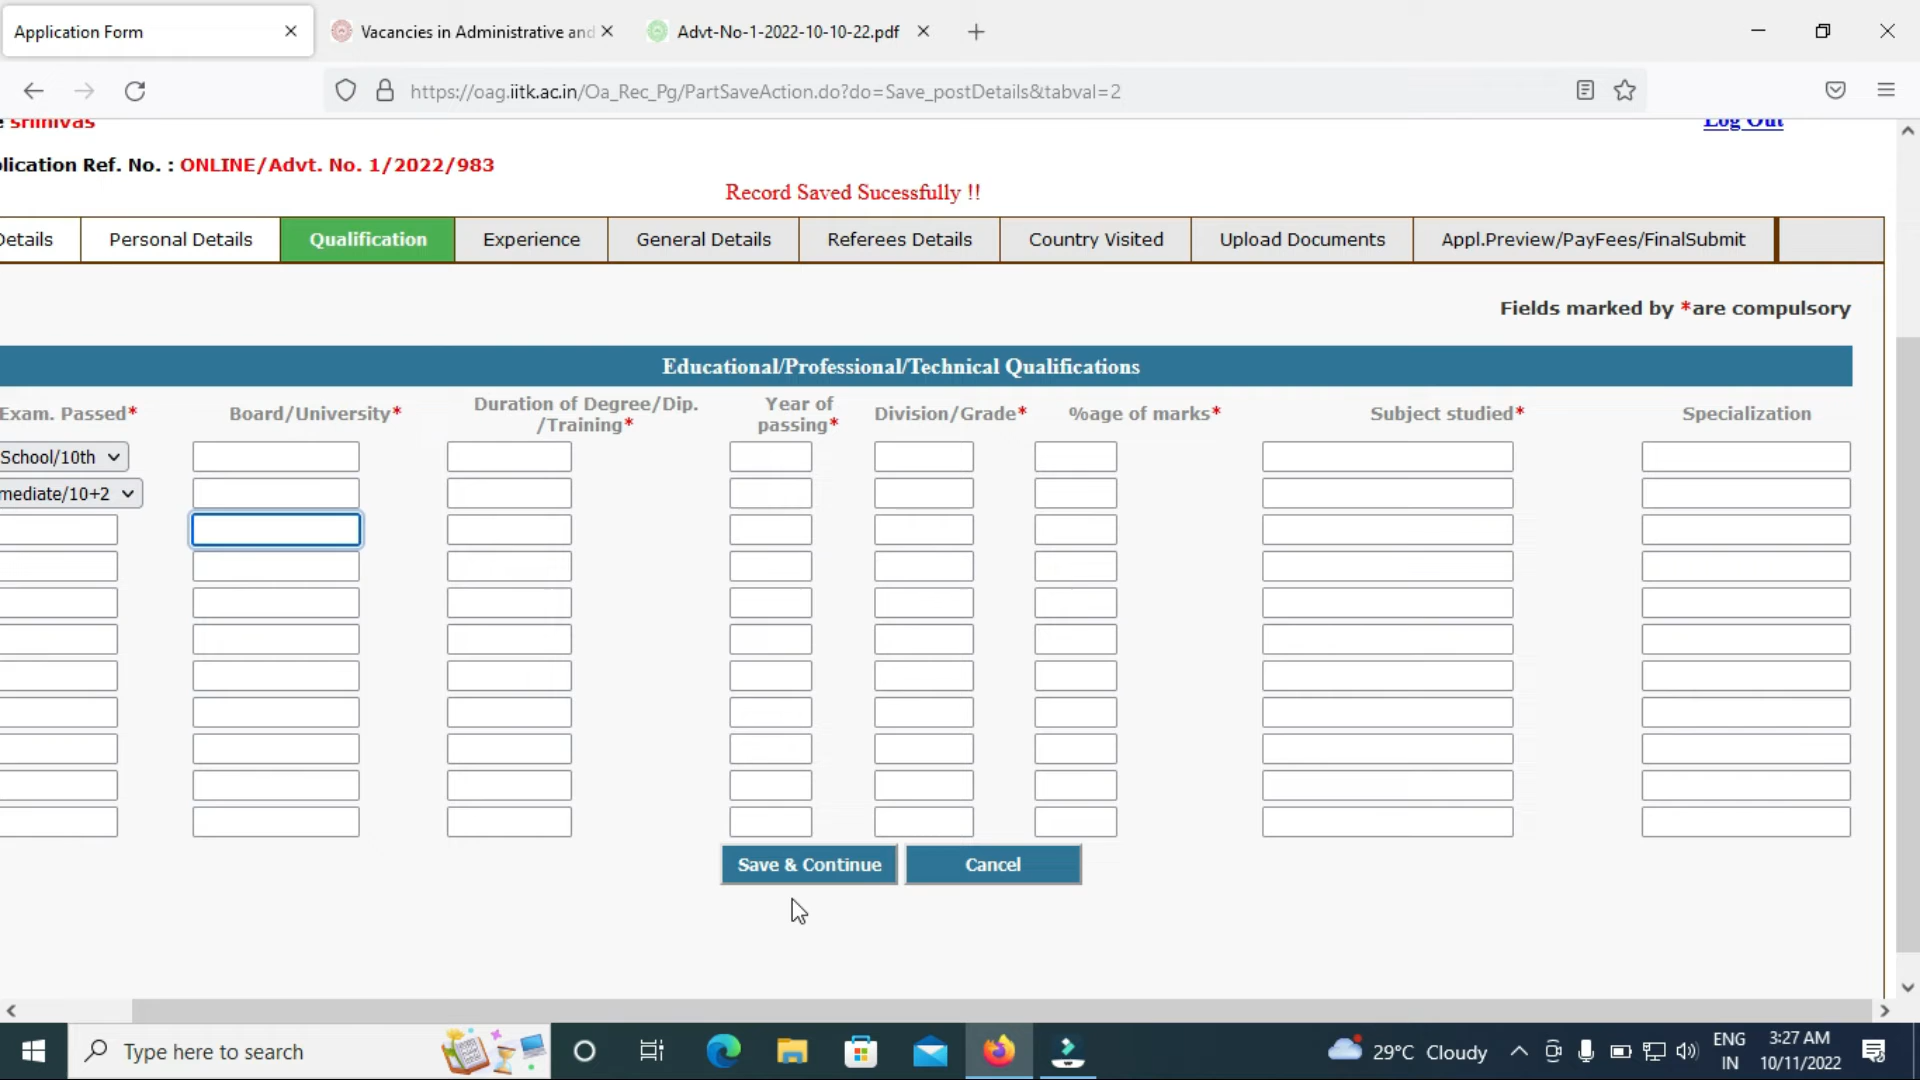 Application Form
Vacancies in Administrative and
Advt-No-1-2022-10-10-22.pdf
https://oag.iitk.ac.in/Oa_Rec_Pg/PartSaveAction.do?do=Save_postDetails&tabval=2
e srinivas
Log Out
plication Ref. No. : ONLINE/Advt. No. 1/2022/983
Record Saved Sucessfully !!
Details Personal Details Qualification Experience General Details Referees Details Country Visited Upload Documents Appl.Preview/PayFees/FinalSubmit
Fields marked by *are compulsory
Educational/Professional/Technical Qualifications
Exam. Passed* Board/University* Duration of Degree/Dip. /Training* Year of passing* Division/Grade* %age of marks* Subject studied* Specialization
School/10th
mediate/10+2
Save & Continue Cancel
Type here to search
29°C Cloudy
ENG
IN
3:27 AM
10/11/2022